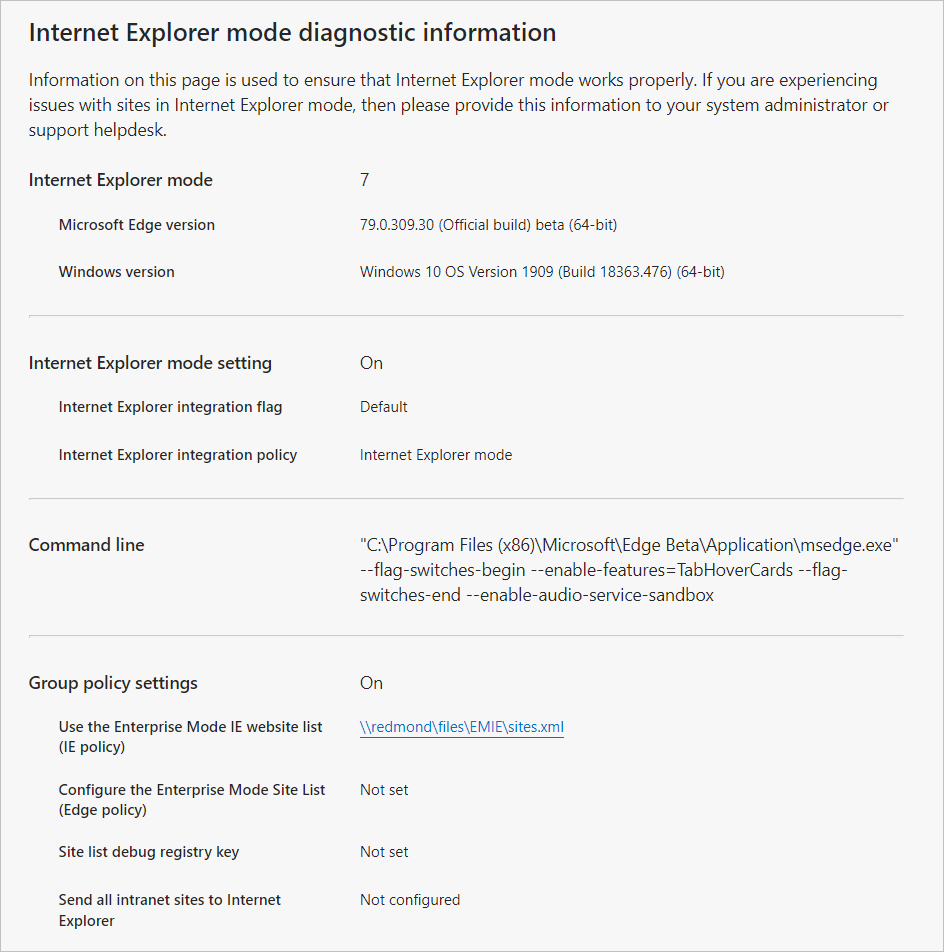 Internet Explorer mode diagnostic information
Information on this page is used to ensure that Internet Explorer mode works properly. If you are experiencing
issues with sites in Internet Explorer mode, then please provide this information to your system administrator or
support helpdesk.
Internet Explorer mode 7
Microsoft Edge version 79.0.309.30 (Official build) beta (64-bit)
Windows version Windows 10 OS Version 1909 (Build 18363.476) (64-bit)
Internet Explorer mode setting On
Internet Explorer integration flag Default
Internet Explorer integration policy Internet Explorer mode
Command line "C:\Program Files (x86)\Microsoft\Edge Beta\Application\msedge.exe"
--flag-switches-begin --enable-features=TabHoverCards --flag-
switches-end --enable-audio-service-sandbox
Group policy settings On
Use the Enterprise Mode IE website list \\redmond\files\EMIE\sites.xml
(IE policy)
Configure the Enterprise Mode Site List Not set
(Edge policy)
Site list debug registry key Not set
Send all intranet sites to Internet Not configured
Explorer